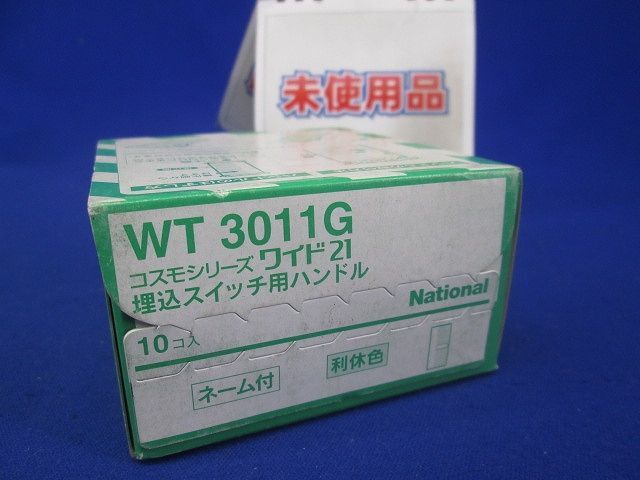 未使用品
WT 3011G
コスモシリーズ ワイド21
埋込スイッチ用ハンドル
National
10コ入
ネーム付
利休色